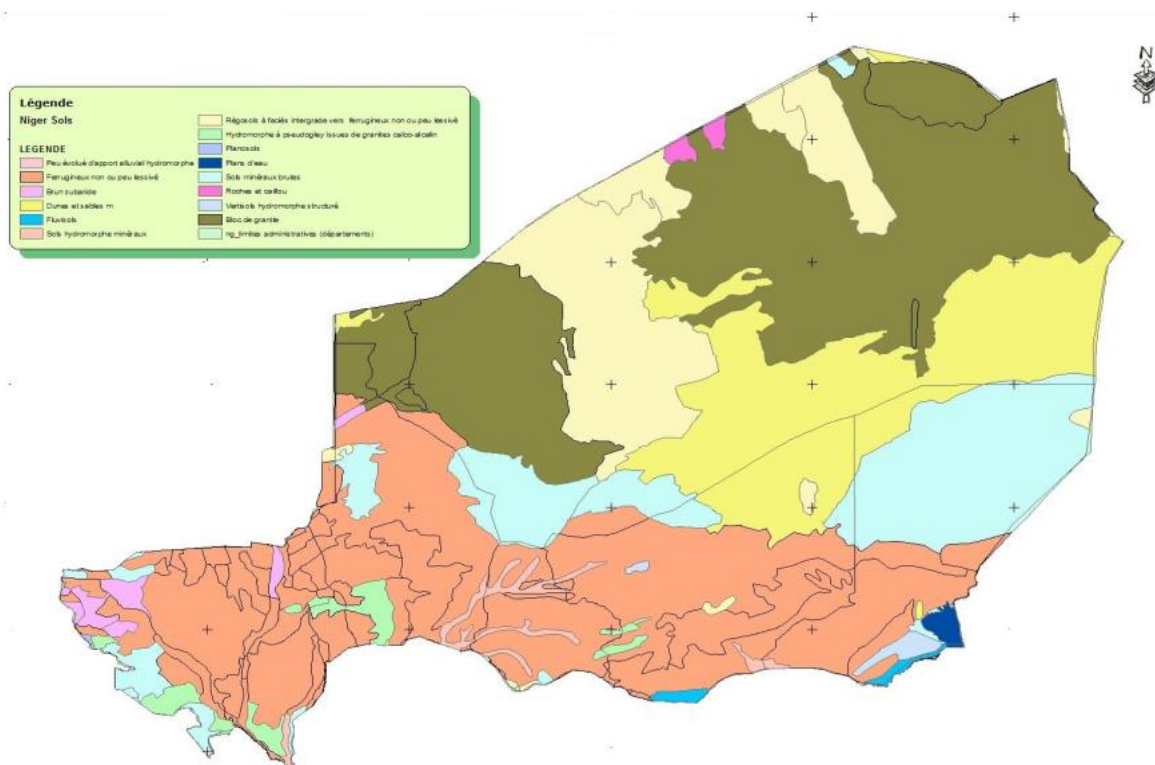 Légende
Niger Sols
LEGENDE
Peu évolué d'apport alluvial hydromorphe
Ferrugineux non ou peu lessivé
Brun subaride
Dunes et sables m
Fluvisols
Sols hydromorphe minéraux
Régosols à faciès intergrade vers ferrugineux non ou peu lessivé
Hydromorphe à pseudogley issues de granites calco-alcalin
Planosols
Plans d'eau
Sols minéraux brutes
Roches et caillou
Vertisols hydromorphe structuré
Bloc de granite
ng_limites administratives (départements)
N